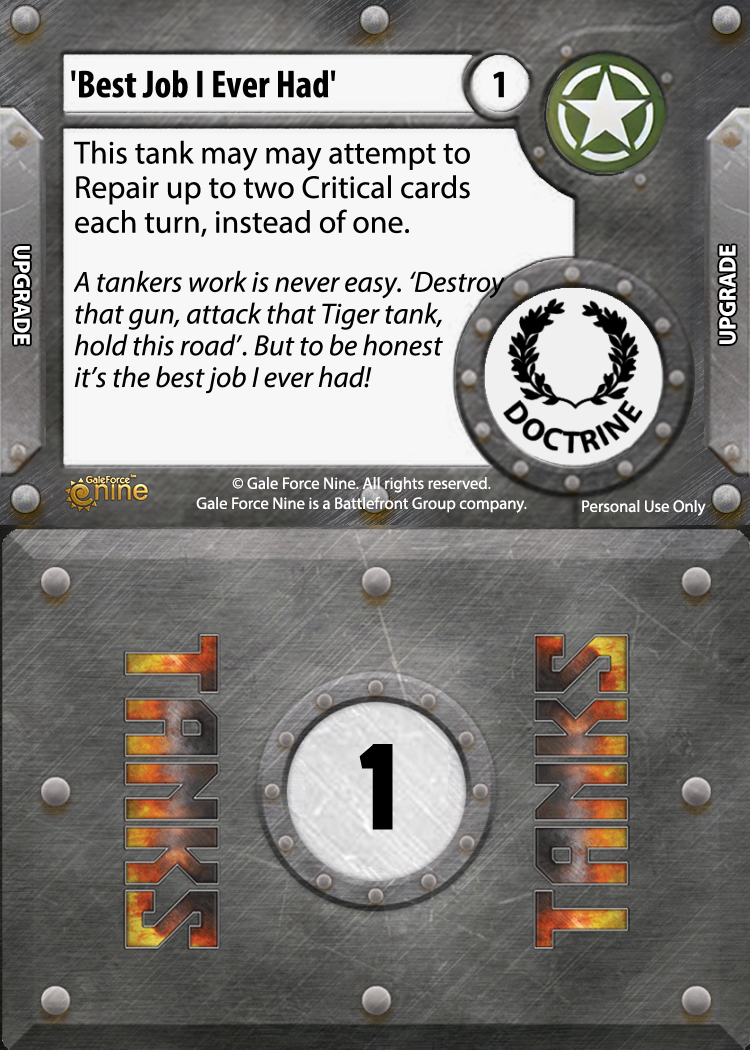 'Best Job I Ever Had'
1
This tank may may attempt to
Repair up to two Critical cards
each turn, instead of one.
A tankers work is never easy. ‘Destroy
that gun, attack that Tiger tank,
hold this road’. But to be honest
it’s the best job I ever had!
UPGRADE
UPGRADE
DOCTRINE
GaleForce™
nine
© Gale Force Nine. All rights reserved.
Gale Force Nine is a Battlefront Group company.
Personal Use Only
TANKS
1
TANKS